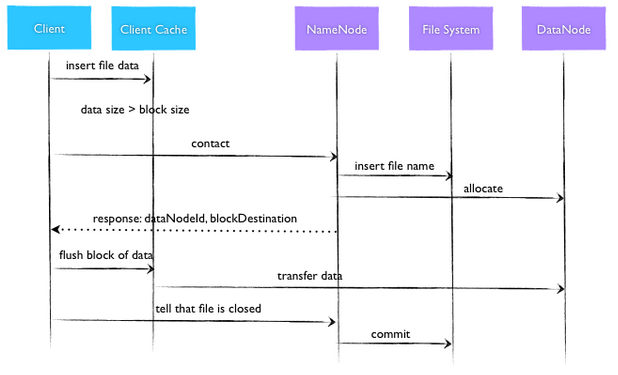 Client
Client Cache
NameNode
File System
DataNode
insert file data
data size > block size
contact
insert file name
allocate
response: dataNodeId, blockDestination
flush block of data
transfer data
tell that file is closed
commit